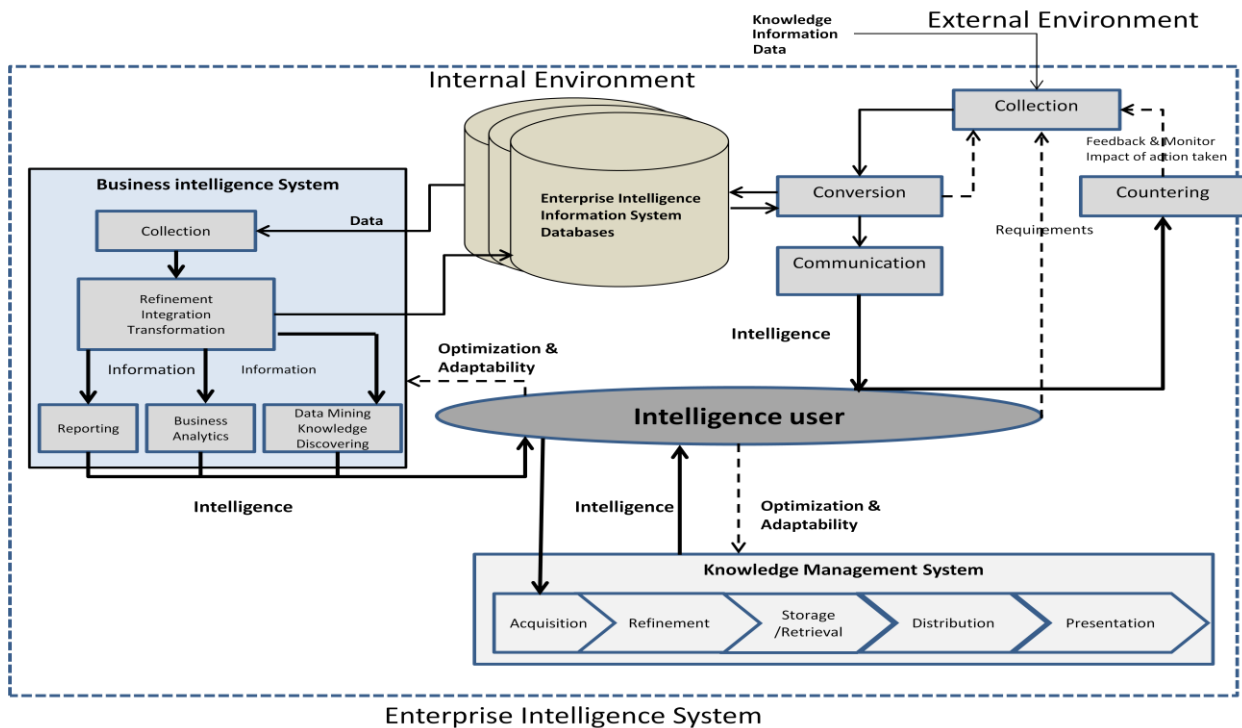 External Environment
Knowledge
Information
Data
Internal Environment
Collection
Feedback & Monitor
Impact of action taken
Business intelligence System
Conversion
Countering
Enterprise Intelligence
Information System
Databases
Data
Collection
Requirements
Communication
Refinement
Integration
Transformation
Intelligence
Optimization &
Adaptability
Information
Information
Intelligence user
Reporting
Business
Analytics
Data Mining
Knowledge
Discovering
Intelligence
Intelligence
Optimization &
Adaptability
Knowledge Management System
Acquisition
Refinement
Storage
/Retrieval
Distribution
Presentation
Enterprise Intelligence System